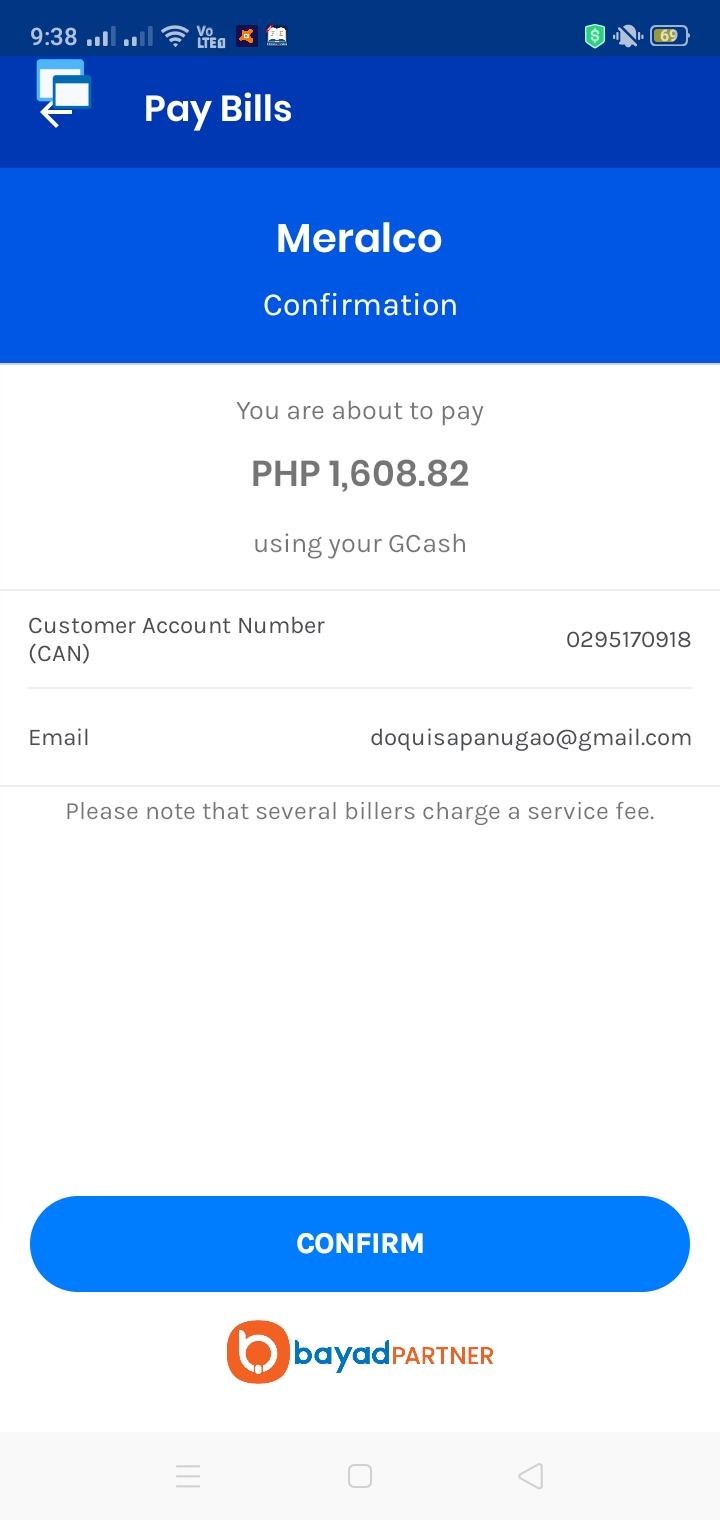 9:38
Vo
LTE
69
Pay Bills
Meralco
Confirmation
You are about to pay
PHP 1,608.82
using your GCash
Customer Account Number
(CAN)
0295170918
Email
doquisapanugao@gmail.com
Please note that several billers charge a service fee.
CONFIRM
bayad PARTNER